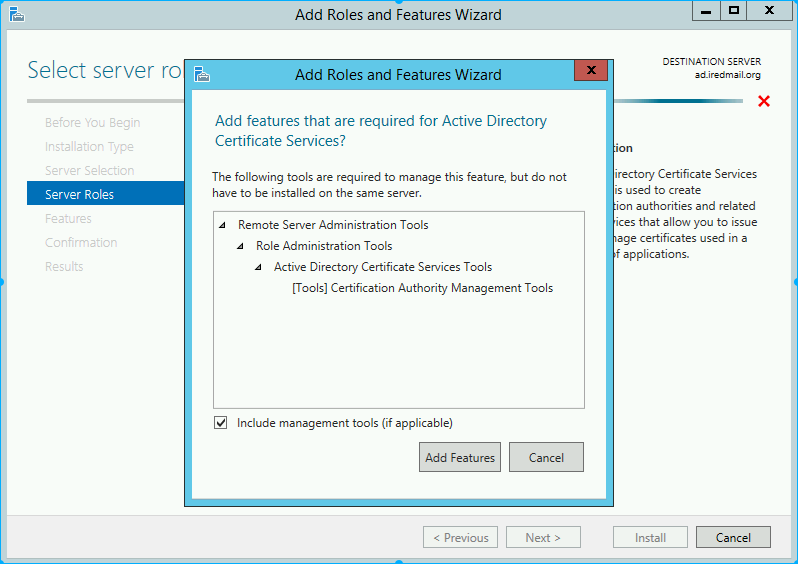 Add Roles and Features Wizard
Select server ro
DESTINATION SERVER
ad.iredmail.org
Before You Begin
Installation Type
Server Selection
Server Roles
Features
Confirmation
Results
Add Roles and Features Wizard
Add features that are required for Active Directory
Certificate Services?
The following tools are required to manage this feature, but do not
have to be installed on the same server.
Remote Server Administration Tools
Role Administration Tools
Active Directory Certificate Services Tools
[Tools] Certification Authority Management Tools
Include management tools (if applicable)
Add Features
Cancel
tion
irectory Certificate Services
is used to create
tion authorities and related
vices that allow you to issue
nage certificates used in a
of applications.
< Previous
Next >
Install
Cancel